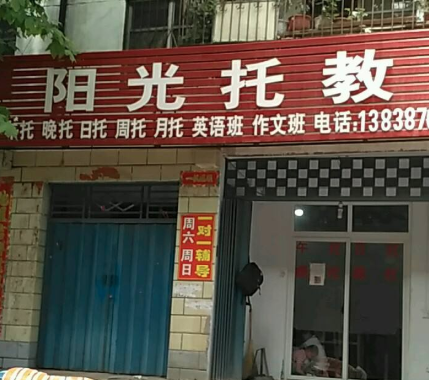 阳光托教
托 晚托 日托 周托 月托 英语班 作文班 电话:138387
周六周日
一对一辅导